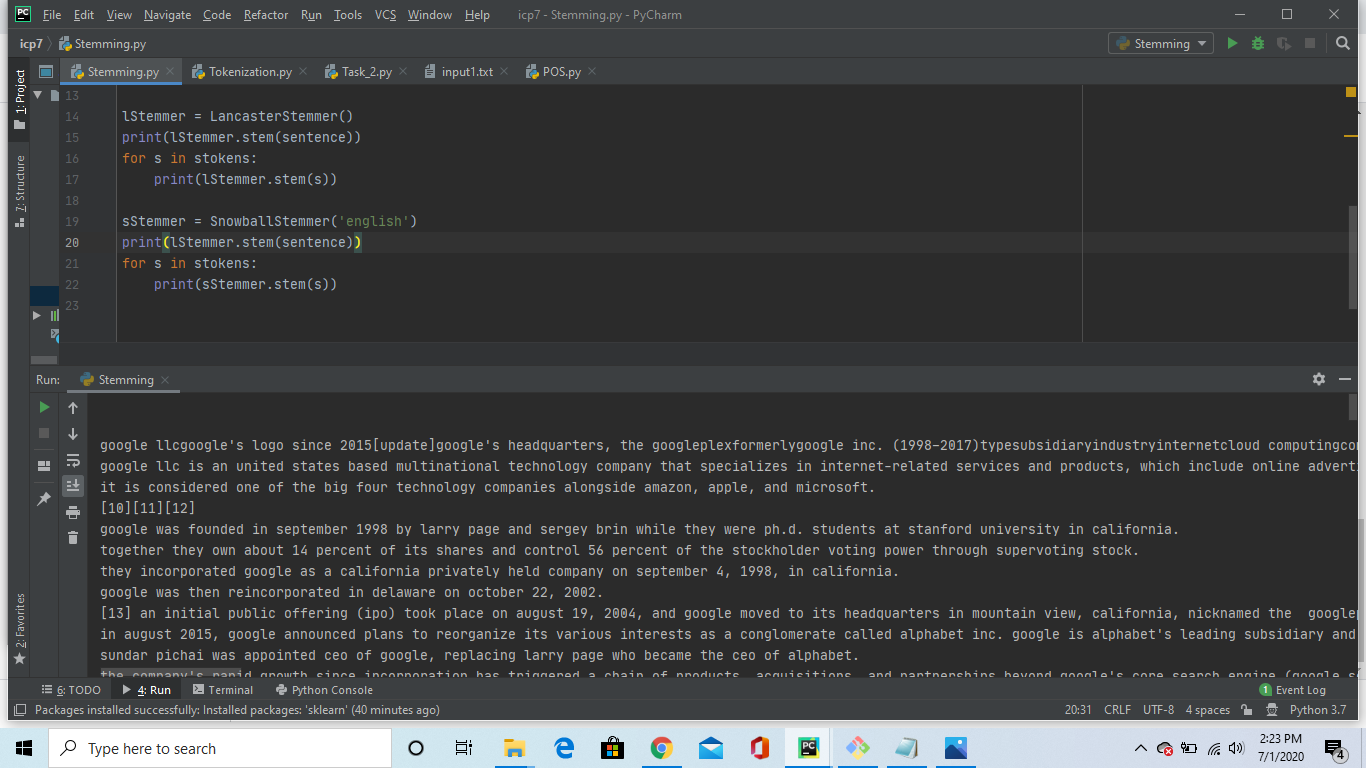 PC File Edit View Navigate Code Refactor Run Tools VCS Window Help icp7 - Stemming.py - PyCharm
icp7 Stemming.py Stemming
1: Project
Stemming.py Tokenization.py Task_2.py input1.txt POS.py
13
14 lStemmer = LancasterStemmer()
15 print(lStemmer.stem(sentence))
16 for s in stokens:
17 print(lStemmer.stem(s))
18
7: Structure
19 sStemmer = SnowballStemmer('english')
20 print(lStemmer.stem(sentence))
21 for s in stokens:
22 print(sStemmer.stem(s))
23
Run: Stemming
google llcgoogle's logo since 2015[update]google's headquarters, the googleplexformerlygoogle inc. (1998–2017)typesubsidiaryindustryinternetcloud computingco
google llc is an united states based multinational technology company that specializes in internet-related services and products, which include online adverti
it is considered one of the big four technology companies alongside amazon, apple, and microsoft.
[10][11][12]
google was founded in september 1998 by larry page and sergey brin while they were ph.d. students at stanford university in california.
together they own about 14 percent of its shares and control 56 percent of the stockholder voting power through supervoting stock.
they incorporated google as a california privately held company on september 4, 1998, in california.
google was then reincorporated in delaware on october 22, 2002.
[13] an initial public offering (ipo) took place on august 19, 2004, and google moved to its headquarters in mountain view, california, nicknamed the google
in august 2015, google announced plans to reorganize its various interests as a conglomerate called alphabet inc. google is alphabet's leading subsidiary and
sundar pichai was appointed ceo of google, replacing larry page who became the ceo of alphabet.
the company's rapid growth since incorporation has triggered a chain of products, acquisitions, and partnerships beyond google's core search engine (google s
2: Favorites
6: TODO 4: Run Terminal Python Console 1 Event Log
Packages installed successfully: Installed packages: 'sklearn' (40 minutes ago) 20:31 CRLF UTF-8 4 spaces Python 3.7
Type here to search PC 2:23 PM
7/1/2020 4